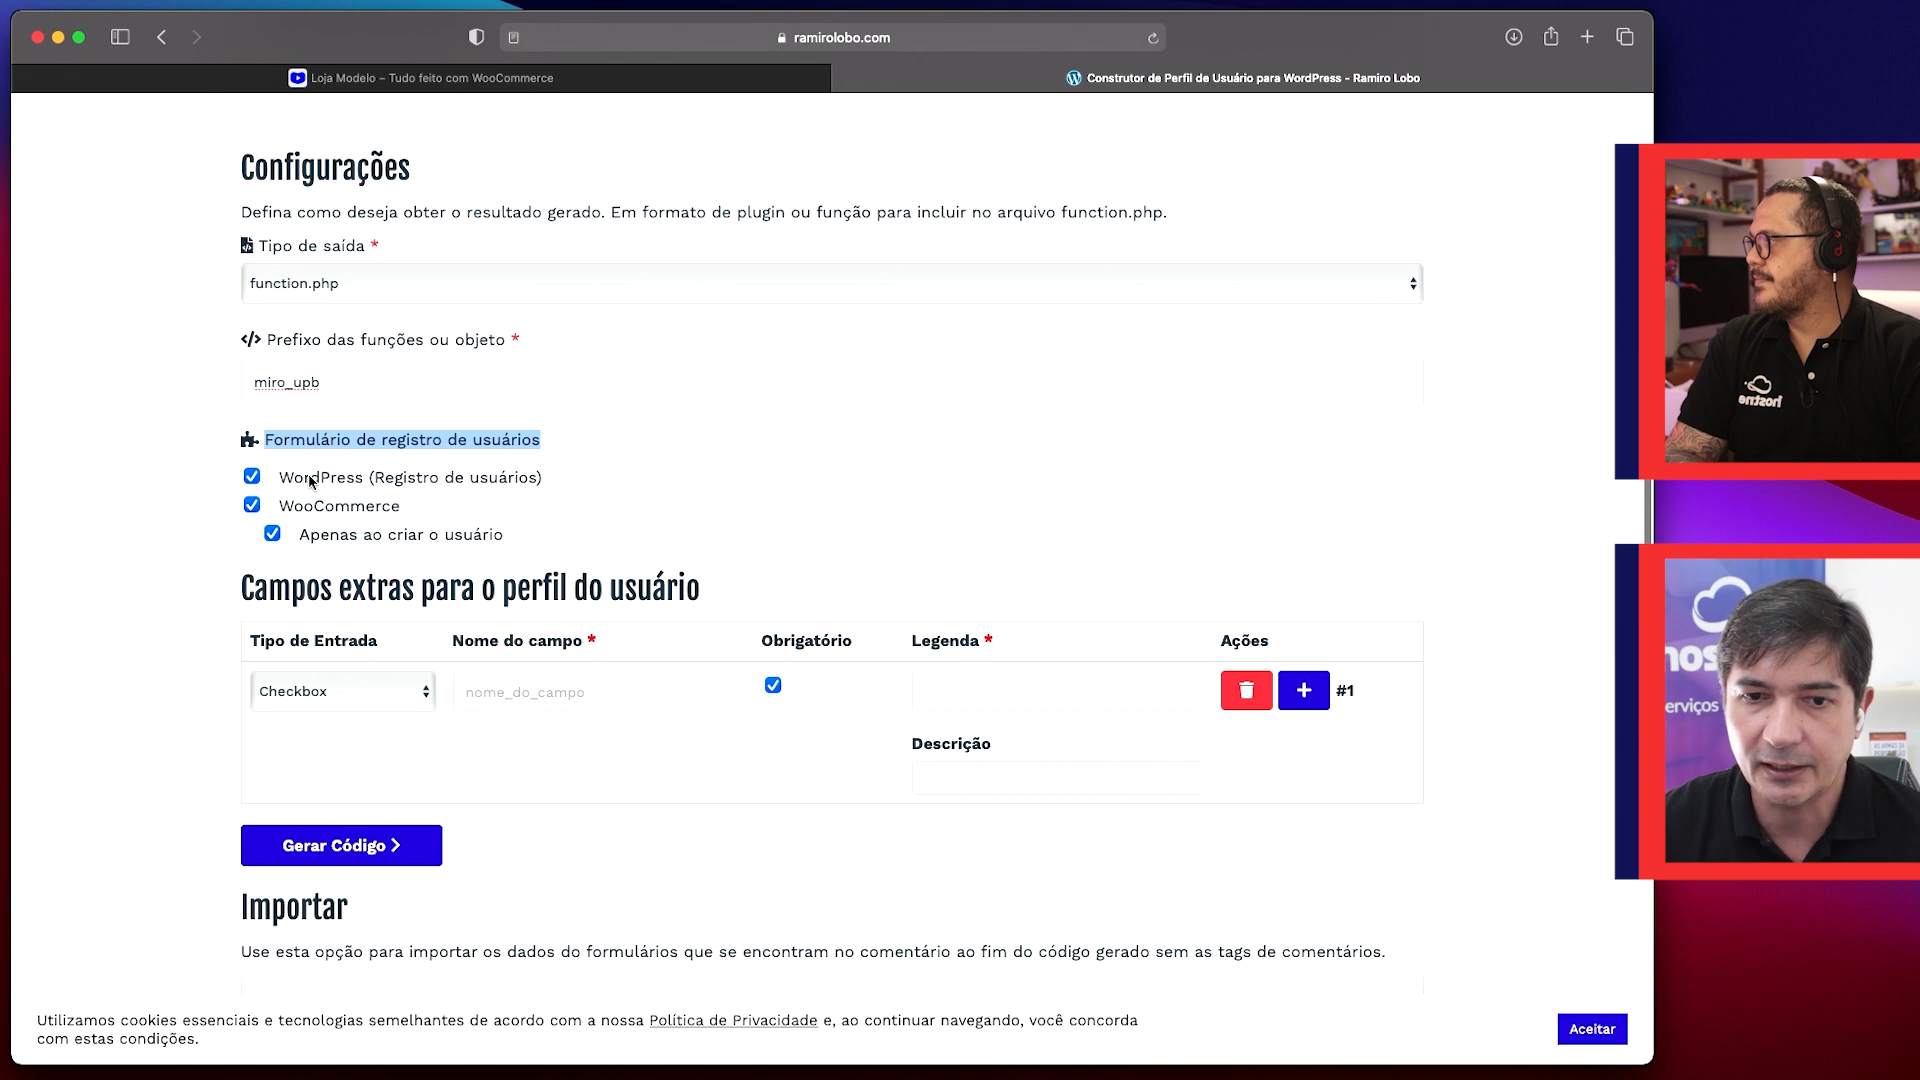 ramirolobo.com
Loja Modelo – Tudo feito com WooCommerce
Construtor de Perfil de Usuário para WordPress - Ramiro Lobo
Configurações
Defina como deseja obter o resultado gerado. Em formato de plugin ou função para incluir no arquivo function.php.
Tipo de saída *
function.php
</> Prefixo das funções ou objeto *
miro_upb
Formulário de registro de usuários
WordPress (Registro de usuários)
WooCommerce
Apenas ao criar o usuário
Campos extras para o perfil do usuário
Tipo de Entrada Nome do campo * Obrigatório Legenda * Ações
Checkbox nome_do_campo + #1
Descrição
Gerar Código
Importar
Use esta opção para importar os dados do formulários que se encontram no comentário ao fim do código gerado sem as tags de comentários.
Utilizamos cookies essenciais e tecnologias semelhantes de acordo com a nossa Política de Privacidade e, ao continuar navegando, você concorda
com estas condições.
Aceitar
hostnet
nos
erviços